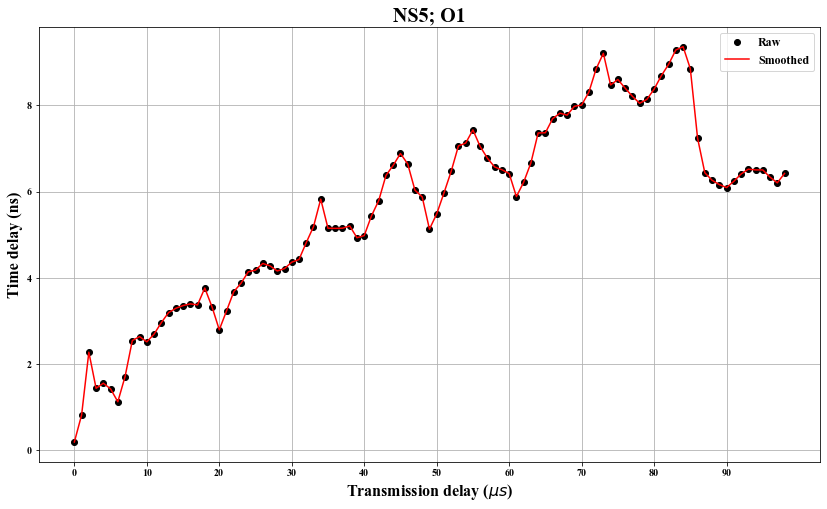 NS5; O1
Raw
Smoothed
Time delay (ns)
8
6
4
2
0
0 10 20 30 40 50 60 70 80 90
Transmission delay (μs)